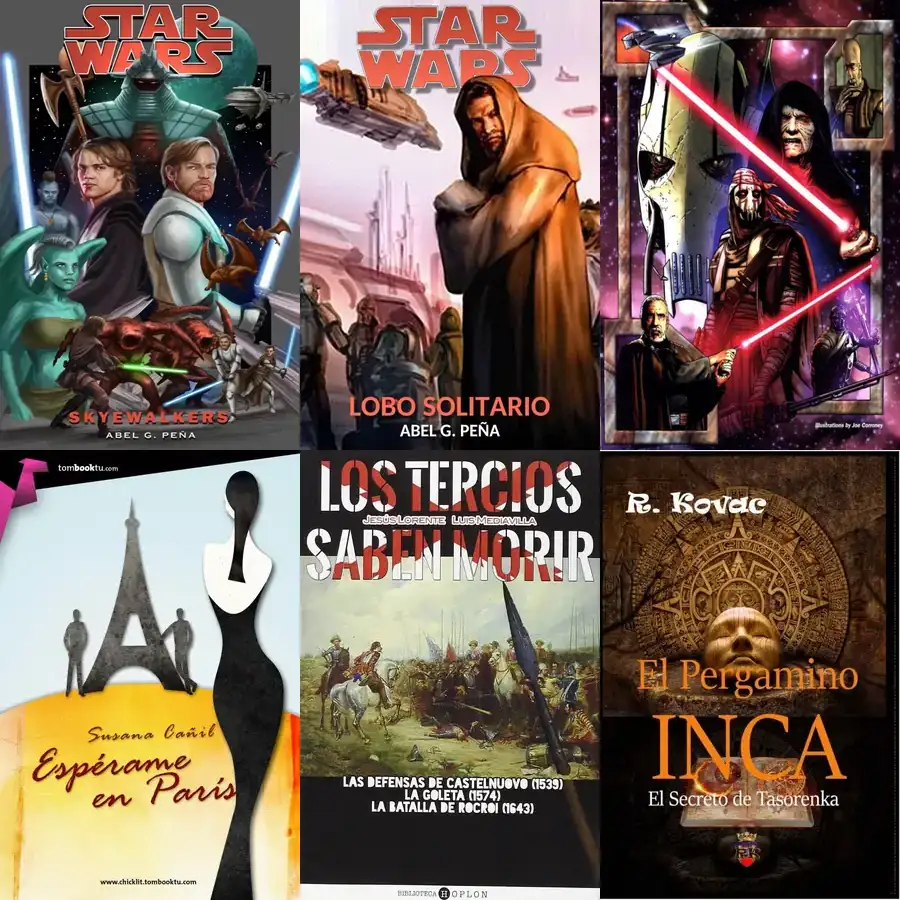 STAR
WARS
SKYEWALKERS
ABEL G. PEÑA
STAR
WARS
LOBO SOLITARIO
ABEL G. PEÑA
Illustrations by Joe Corroney
tombooktu.com
Susana Cañil
Espérame
en París
www.chicklit.tombooktu.com
LOS TERCIOS
JESÚS LORENTE LUIS MEDIAVILLA
SABEN MORIR
LAS DEFENSAS DE CASTELNUOVO (1539)
LA GOLETA (1574)
LA BATALLA DE ROCROI (1643)
BIBLIOTECA HOPLON
R. Kovac
El Pergamino
INCA
El Secreto de Tasorenka